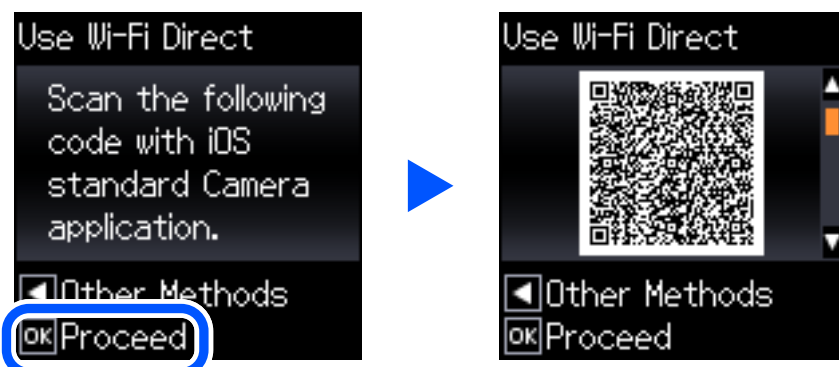 Use Wi-Fi Direct
Scan the following
code with iOS
standard Camera
application.
Other Methods
OK Proceed
Use Wi-Fi Direct
Other Methods
OK Proceed